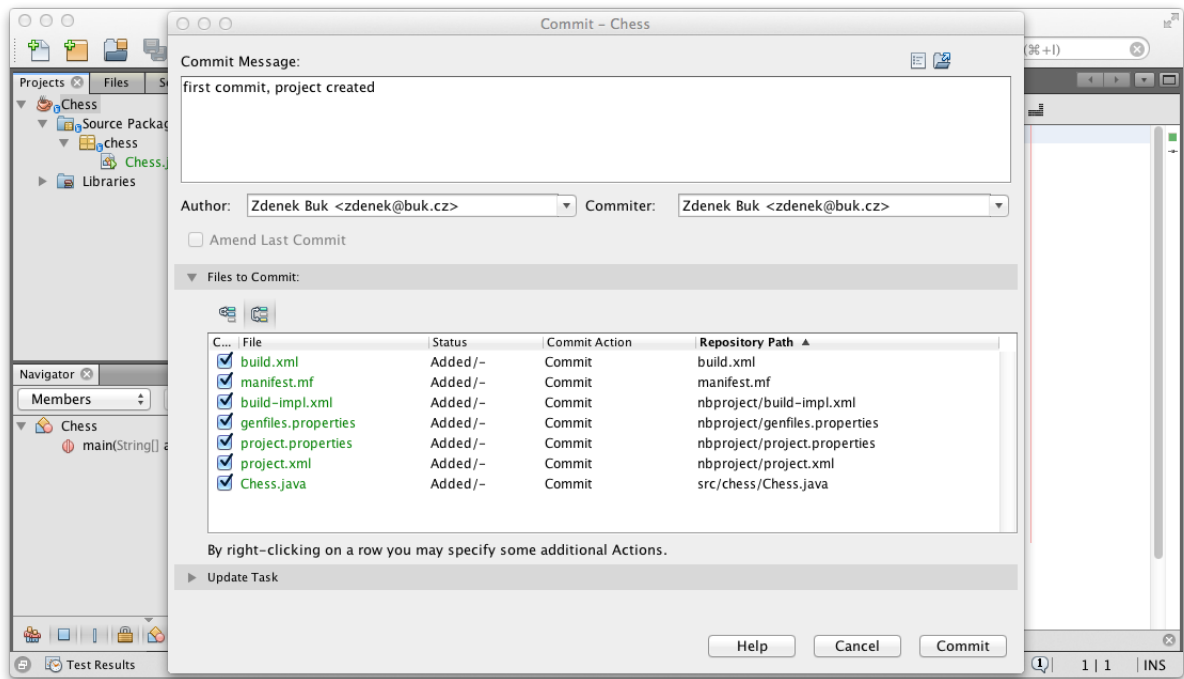 Commit – Chess
(⌘+I)
Commit Message:
first commit, project created
Projects Files S
Chess
Source Packag
chess
Chess.j
Libraries
Author: Zdenek Buk <zdenek@buk.cz> Commiter: Zdenek Buk <zdenek@buk.cz>
Amend Last Commit
Files to Commit:
C... File Status Commit Action Repository Path
build.xml Added/- Commit build.xml
manifest.mf Added/- Commit manifest.mf
build-impl.xml Added/- Commit nbproject/build-impl.xml
genfiles.properties Added/- Commit nbproject/genfiles.properties
project.properties Added/- Commit nbproject/project.properties
project.xml Added/- Commit nbproject/project.xml
Chess.java Added/- Commit src/chess/Chess.java
By right-clicking on a row you may specify some additional Actions.
Update Task
Navigator
Members
Chess
main(String[] a
Help Cancel Commit
Test Results
1 | 1 INS